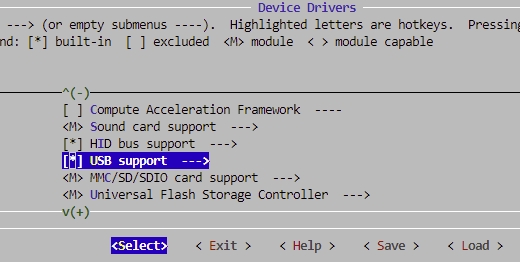 Device Drivers
---> (or empty submenus ----).  Highlighted letters are hotkeys.  Pressing
nd: [*] built-in  [ ] excluded  <M> module  < > module capable
^(-)
[ ] Compute Acceleration Framework  ----
<M> Sound card support  --->
[*] HID bus support  --->
[*] USB support  --->
<M> MMC/SD/SDIO card support  --->
<M> Universal Flash Storage Controller  --->
v(+)
<Select>    < Exit >    < Help >    < Save >    < Load >